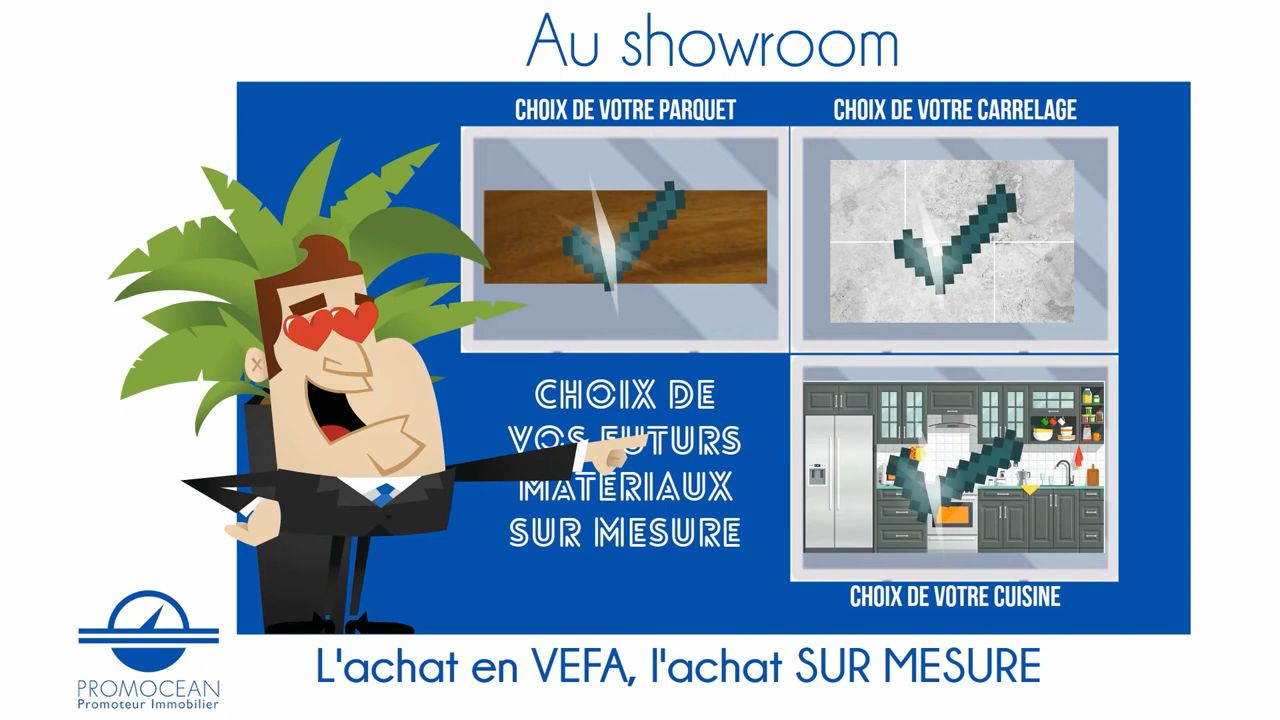 Au showroom
CHOIX DE VOTRE PARQUET
CHOIX DE VOTRE CARRELAGE
CHOIX DE
VOS FUTURS
MATERIAUX
SUR MESURE
CHOIX DE VOTRE CUISINE
L'achat en VEFA, l'achat SUR MESURE
PROMOCEAN
Promoteur Immobilier